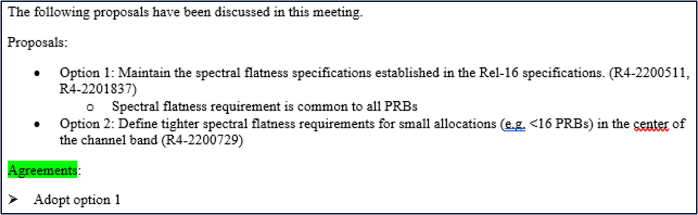 The following proposals have been discussed in this meeting.
Proposals:
• Option 1: Maintain the spectral flatness specifications established in the Rel-16 specifications. (R4-2200511,
R4-2201837)
o Spectral flatness requirement is common to all PRBs
• Option 2: Define tighter spectral flatness requirements for small allocations (e.g. <16 PRBs) in the center of
the channel band (R4-2200729)
Agreements:
➢ Adopt option 1